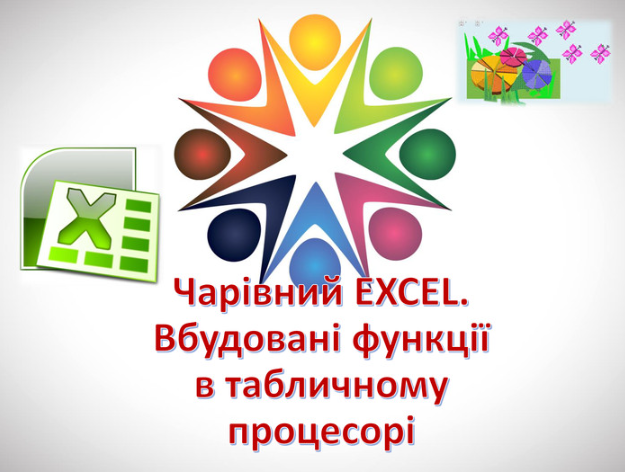 Чарівний EXCEL.
Вбудовані функції
в табличному
процесорі